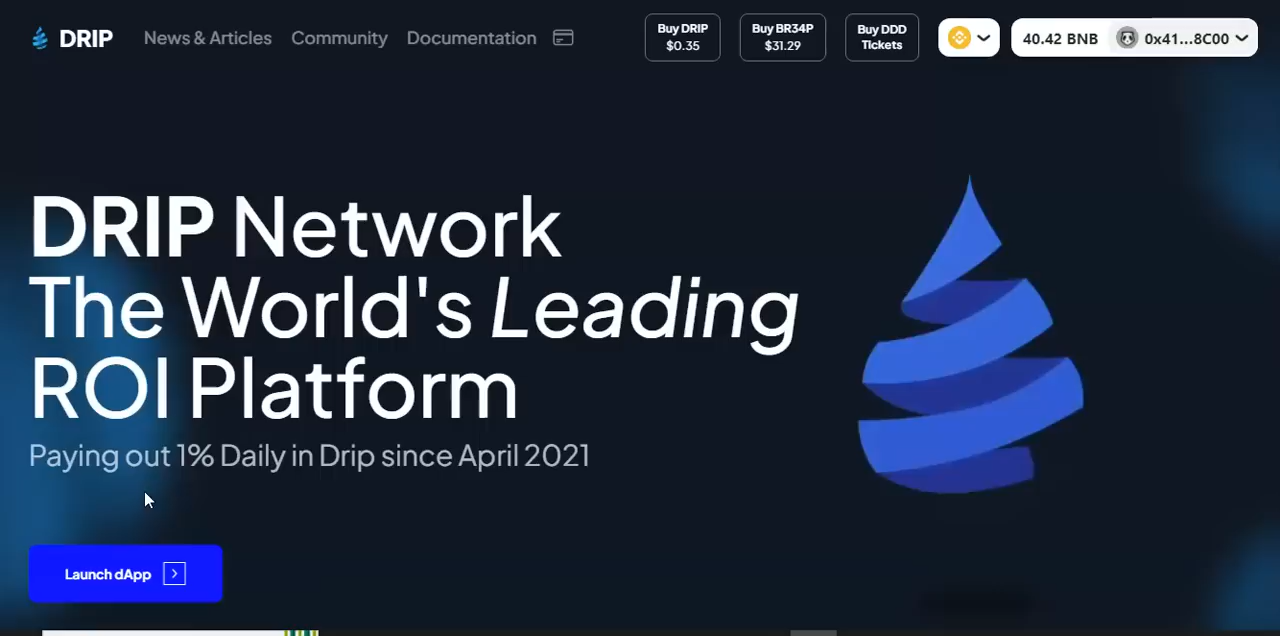 DRIP
News & Articles
Community
Documentation
Buy DRIP
$0.35
Buy BR34P
$31.29
Buy DDD
Tickets
40.42 BNB
0x41...8C00
DRIP Network
The World's Leading
ROI Platform
Paying out 1% Daily in Drip since April 2021
Launch dApp